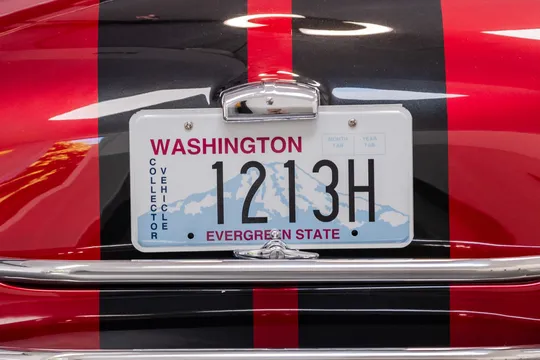 WASHINGTON
MONTH YEAR
TAB TAB
COLLECTOR
VEHICLE
1213H
EVERGREEN STATE